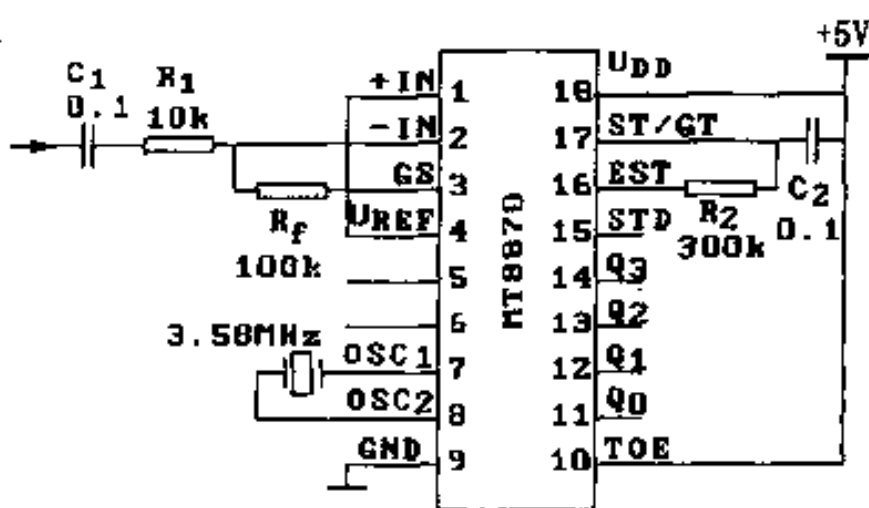 +5V
C1
0.1
R1
10k
+IN
1
-IN
2
GS
3
Rf
100k
UREF
4
5
6
3.58MHz
OSC1
7
OSC2
8
GND
9
MT8870
UDD
18
ST/GT
17
EST
16
R2
300k
C2
0.1
STD
15
Q3
14
Q2
13
Q1
12
Q0
11
TOE
10